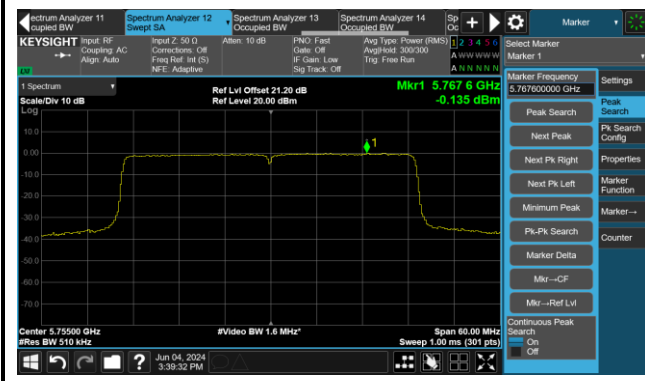 ectrum Analyzer 11
cupied BW
Spectrum Analyzer 12
Swept SA
Spectrum Analyzer 13
Occupied BW
Spectrum Analyzer 14
Occupied BW
Sp
Oc
Marker
KEYSIGHT
Input: RF
Coupling: AC
Align: Auto
Input Z: 50 Ω
Corrections: Off
Freq Ref: Int (S)
NFE: Adaptive
Atten: 10 dB
PNO: Fast
Gate: Off
IF Gain: Low
Sig Track: Off
Avg Type: Power (RMS)
Avg|Hold: 300/300
Trig: Free Run
1 2 3 4 5 6
A W W W W W
A N N N N N
Select Marker
Marker 1
1 Spectrum
Scale/Div 10 dB
Log
Ref Lvl Offset 21.20 dB
Ref Level 20.00 dBm
Mkr1 5.767 6 GHz
-0.135 dBm
10.0
0.00
-10.0
-20.0
-30.0
-40.0
-50.0
-60.0
-70.0
1
Center 5.75500 GHz
#Res BW 510 kHz
#Video BW 1.6 MHz*
Span 60.00 MHz
Sweep 1.00 ms (301 pts)
Marker Frequency
5.767600000 GHz
Peak Search
Next Peak
Next Pk Right
Next Pk Left
Minimum Peak
Pk-Pk Search
Marker Delta
Mkr→CF
Mkr→Ref Lvl
Continuous Peak
Search
On
Off
Settings
Peak
Search
Pk Search
Config
Properties
Marker
Function
Marker→
Counter
?
Jun 04, 2024
3:39:32 PM